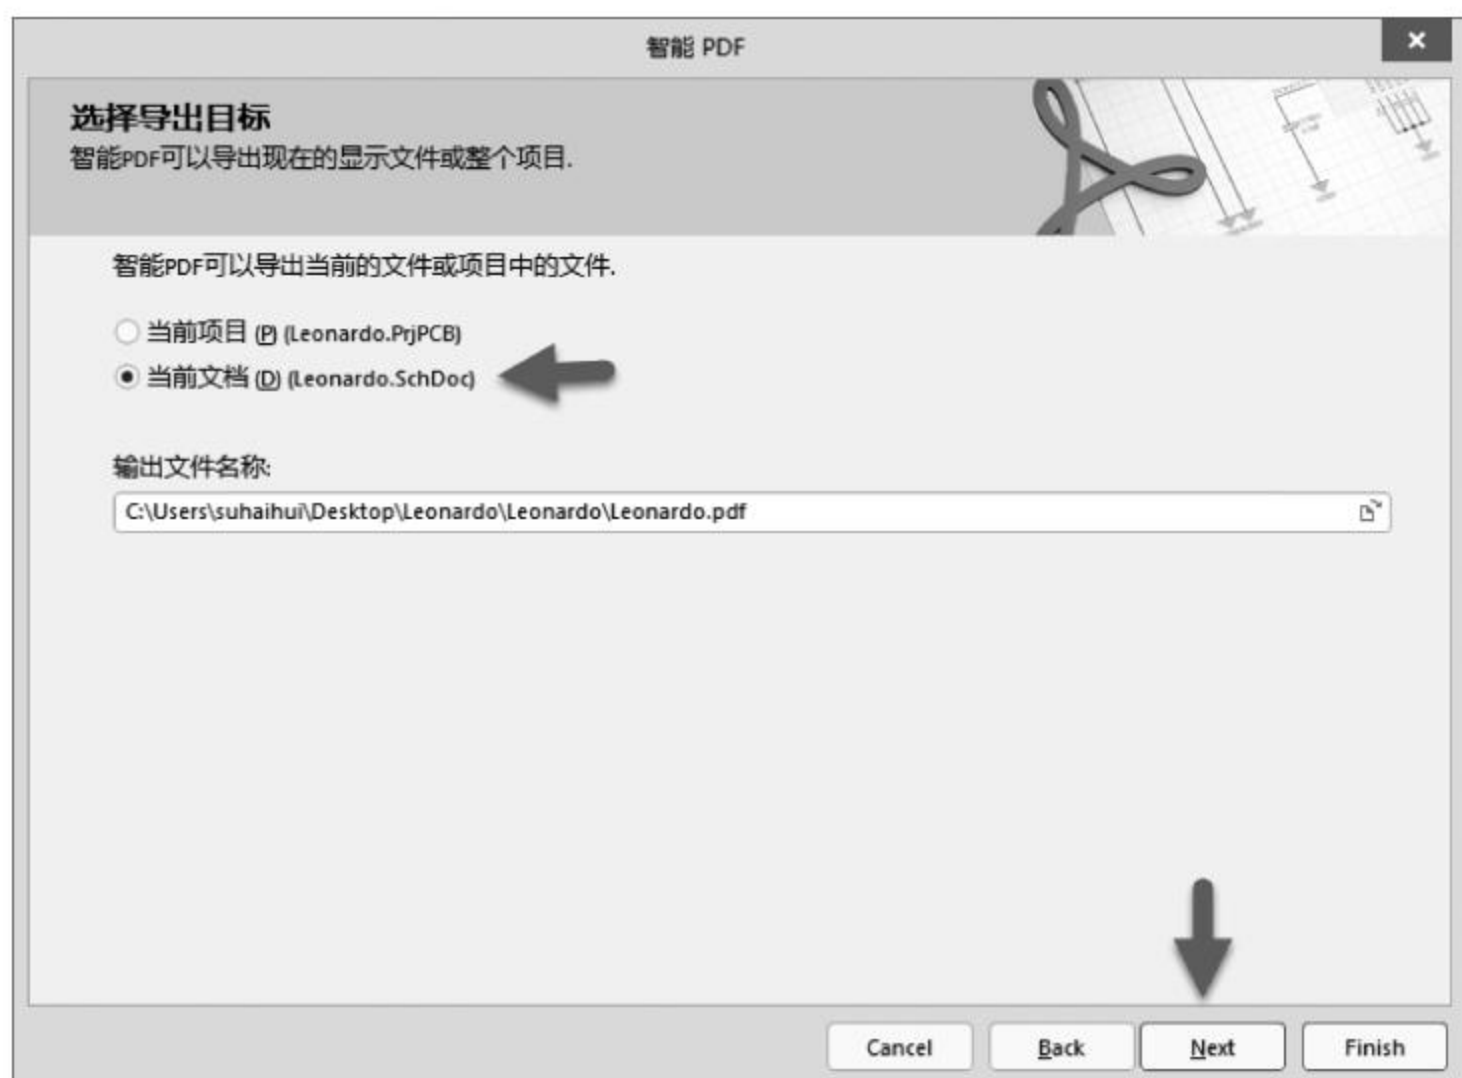 智能 PDF
选择导出目标
智能PDF可以导出现在的显示文件或整个项目.
智能PDF可以导出当前的文件或项目中的文件.
当前项目 (P) (Leonardo.PrjPCB)
当前文档 (D) (Leonardo.SchDoc)
输出文件名称:
C:\Users\suhaihui\Desktop\Leonardo\Leonardo\Leonardo.pdf
Cancel Back Next Finish